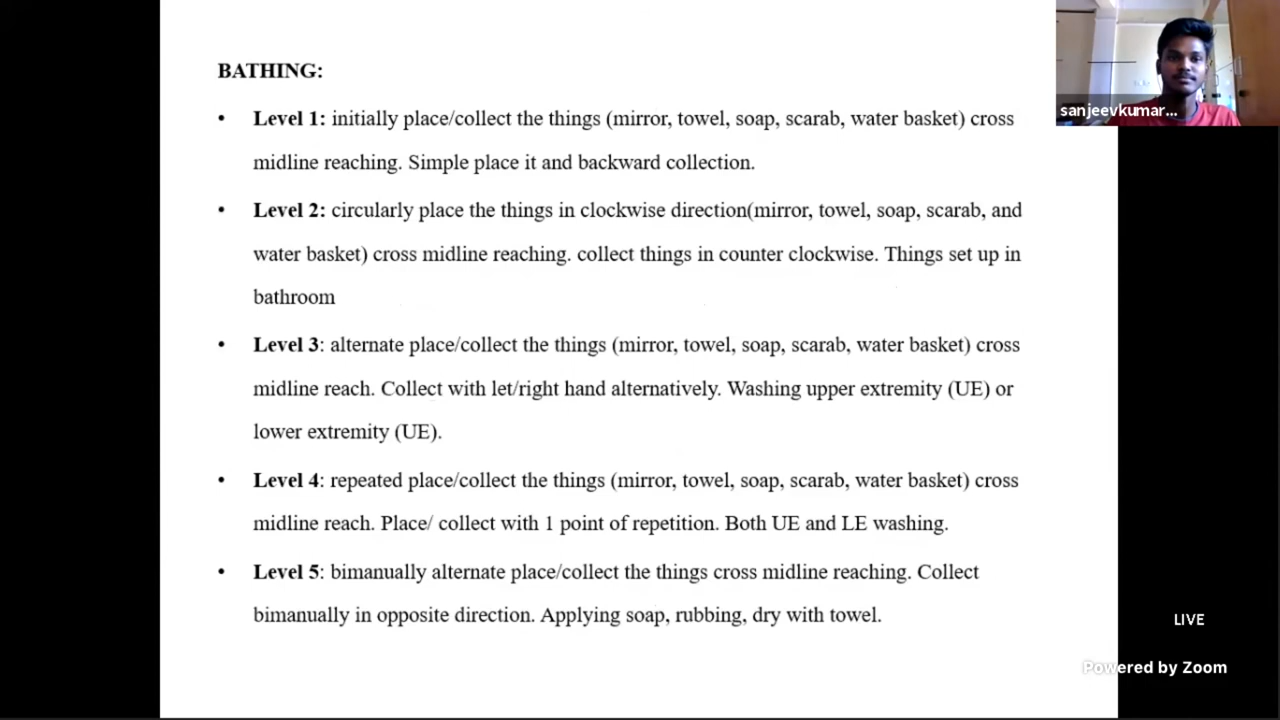 BATHING:
sanjeevkumar...
• Level 1: initially place/collect the things (mirror, towel, soap, scarab, water basket) cross
midline reaching. Simple place it and backward collection.
• Level 2: circularly place the things in clockwise direction(mirror, towel, soap, scarab, and
water basket) cross midline reaching. collect things in counter clockwise. Things set up in
bathroom
• Level 3: alternate place/collect the things (mirror, towel, soap, scarab, water basket) cross
midline reach. Collect with let/right hand alternatively. Washing upper extremity (UE) or
lower extremity (UE).
• Level 4: repeated place/collect the things (mirror, towel, soap, scarab, water basket) cross
midline reach. Place/ collect with 1 point of repetition. Both UE and LE washing.
• Level 5: bimanually alternate place/collect the things cross midline reaching. Collect
bimanually in opposite direction. Applying soap, rubbing, dry with towel.
LIVE
Powered by Zoom